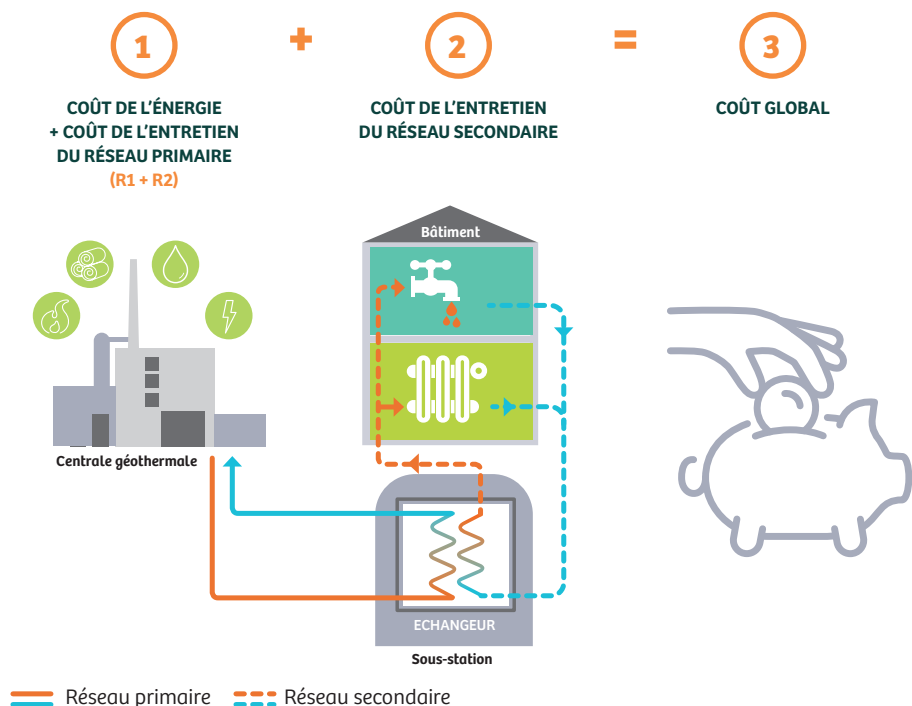 1 + 2 = 3
COÛT DE L'ÉNERGIE
+ COÛT DE L'ENTRETIEN
DU RÉSEAU PRIMAIRE
(R1 + R2)
COÛT DE L'ENTRETIEN
DU RÉSEAU SECONDAIRE
COÛT GLOBAL
Bâtiment
Centrale géothermale
ECHANGEUR
Sous-station
Réseau primaire
Réseau secondaire